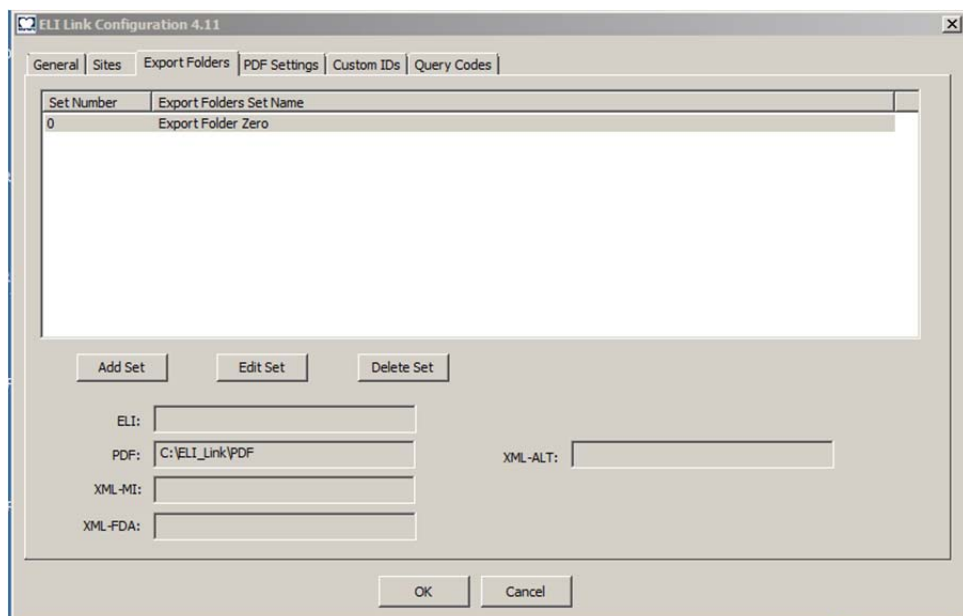 ELI Link Configuration 4.11
General Sites Export Folders PDF Settings Custom IDs Query Codes
Set Number Export Folders Set Name
0 Export Folder Zero
Add Set Edit Set Delete Set
ELI:
PDF: C:\ELI_Link\PDF XML-ALT:
XML-MI:
XML-FDA:
OK Cancel